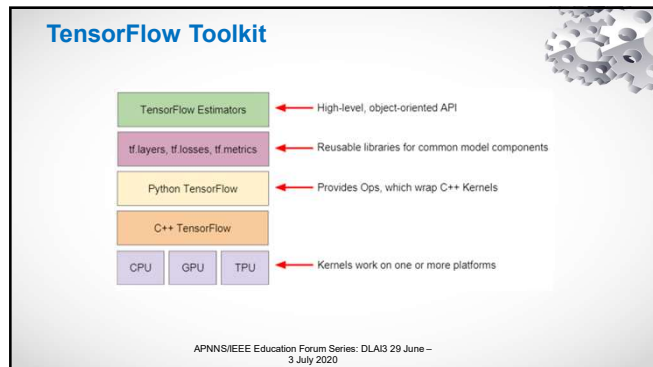 TensorFlow Toolkit
TensorFlow Estimators
High-level, object-oriented API
tf.layers, tf.losses, tf.metrics
Reusable libraries for common model components
Python TensorFlow
Provides Ops, which wrap C++ Kernels
C++ TensorFlow
CPU GPU TPU
Kernels work on one or more platforms
APNNS/IEEE Education Forum Series: DLAI3 29 June –
3 July 2020